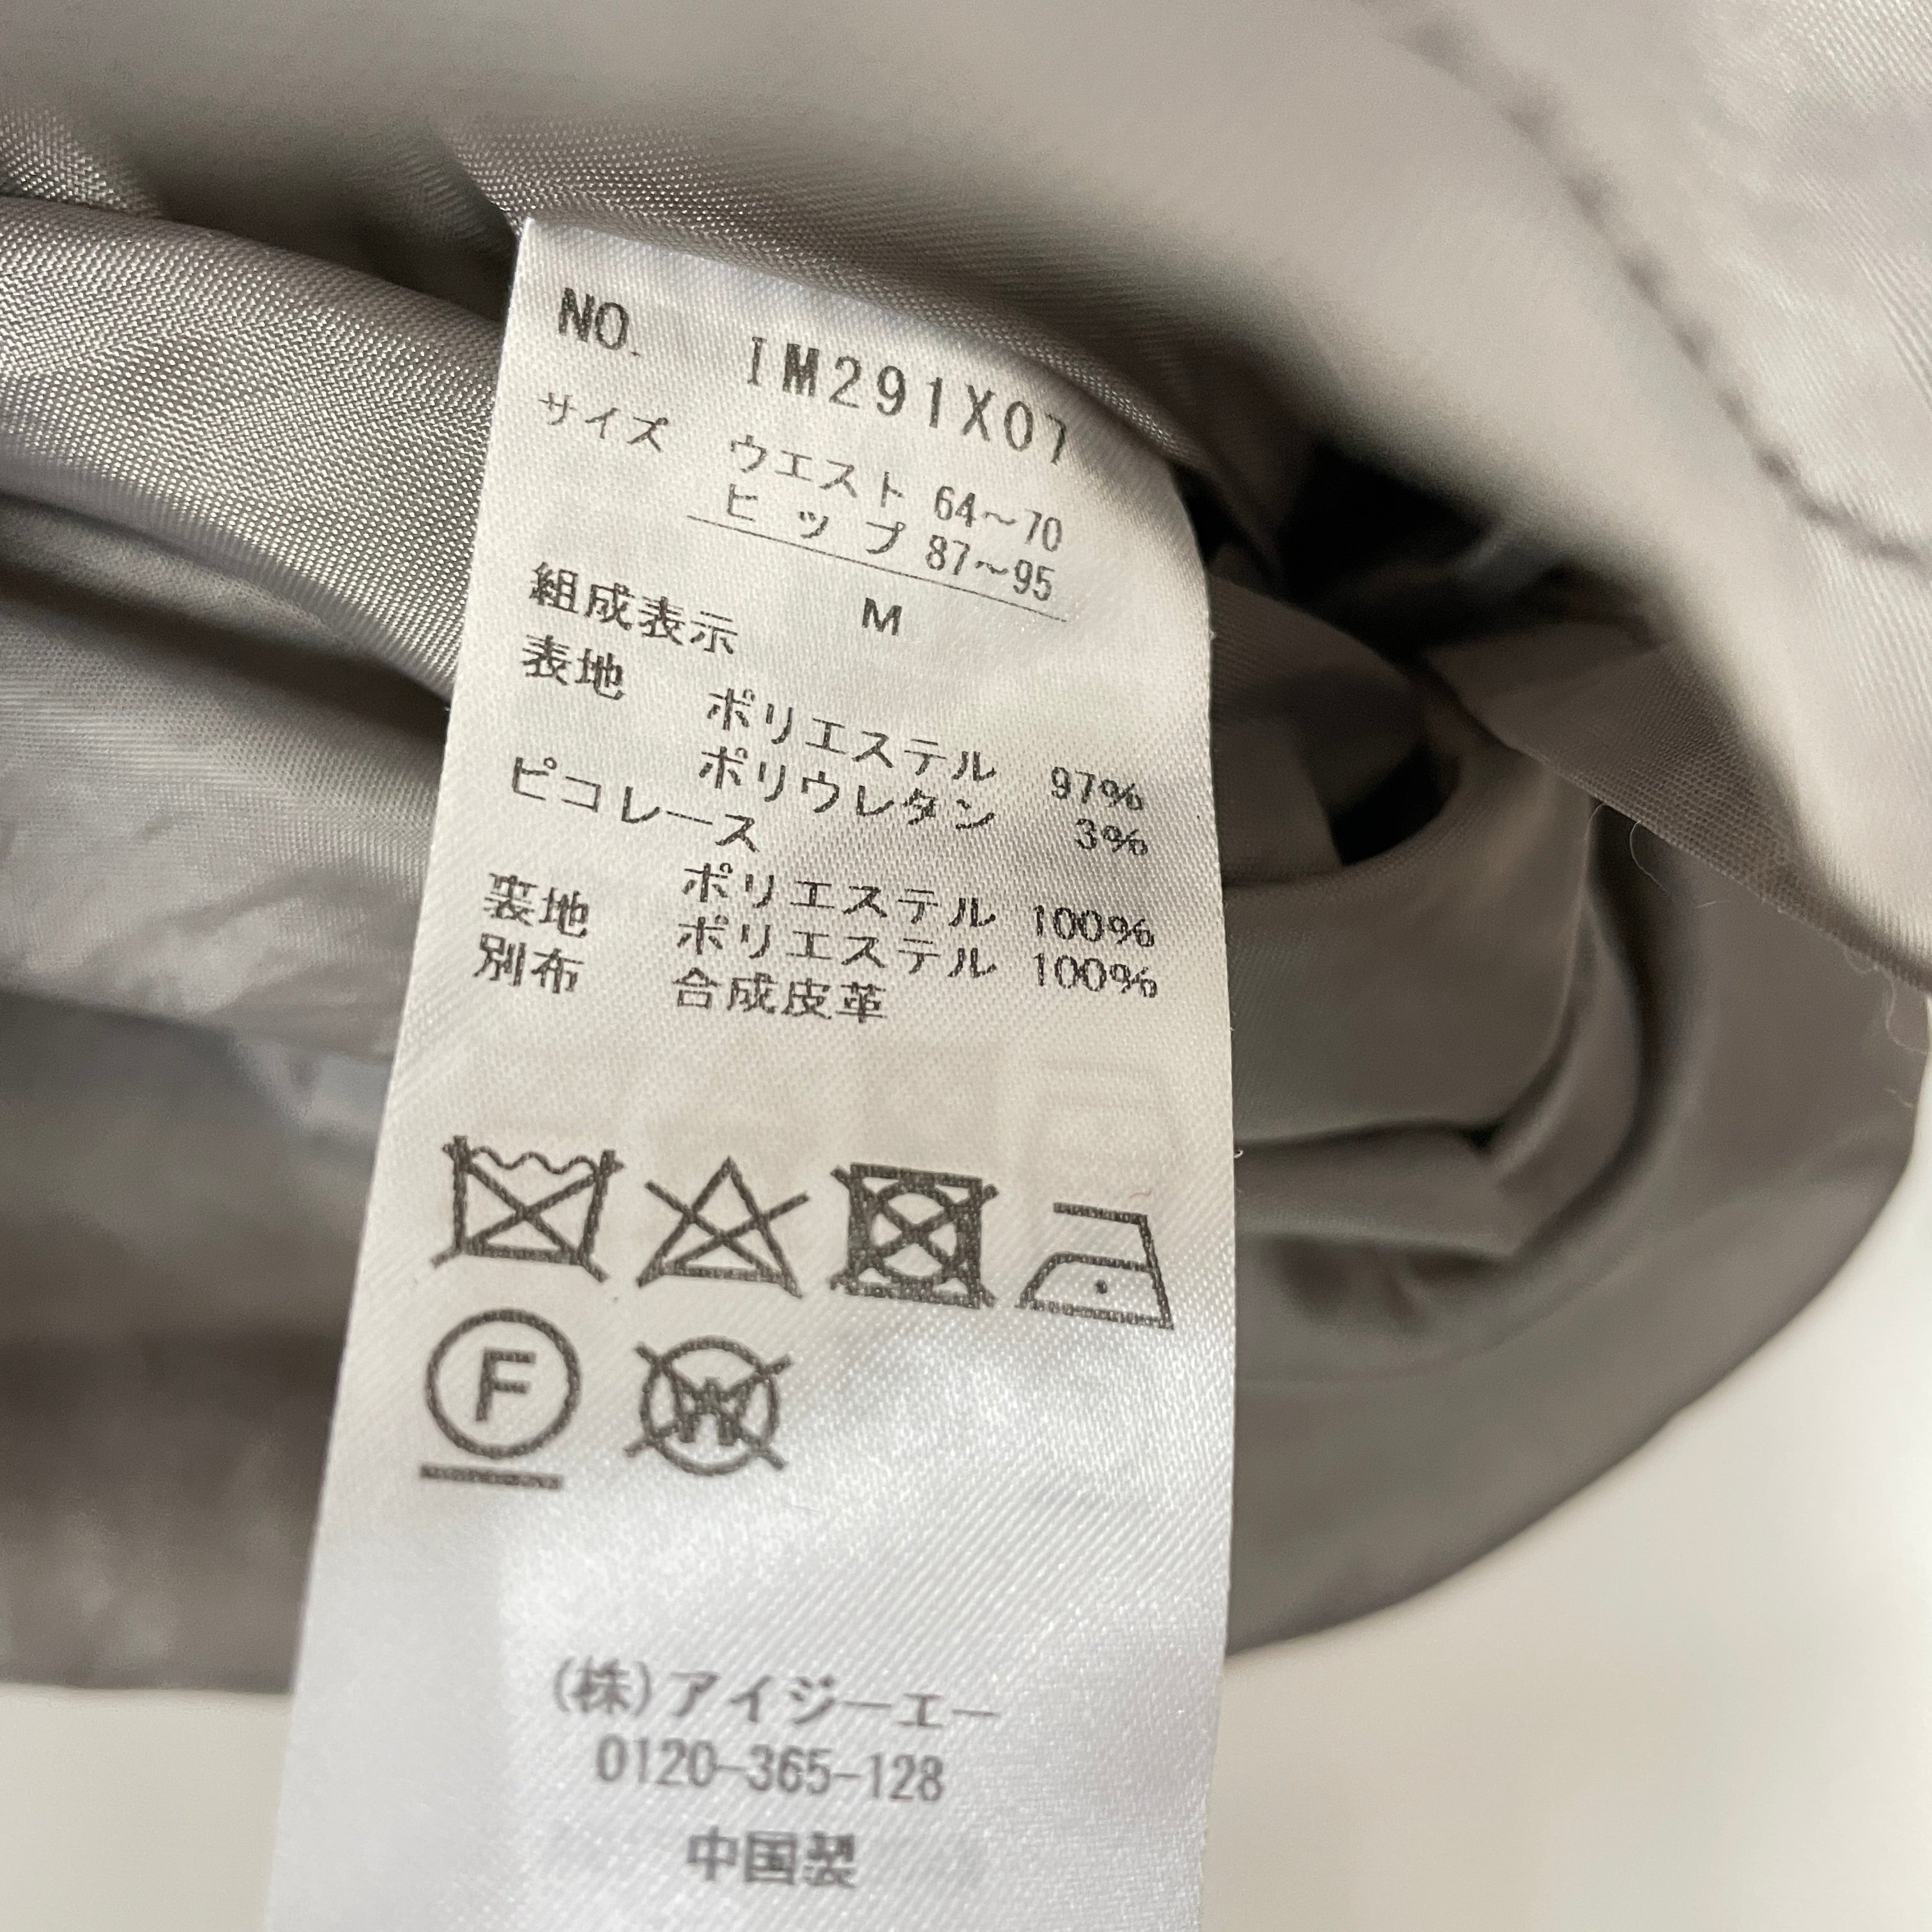 NO. IM291X07
サイズ ウエスト 64～70
ヒップ 87～95
M
組成表示
表地 ポリエステル 97%
ポリウレタン 3%
ピコレース
ポリエステル 100%
裏地 ポリエステル 100%
別布 合成皮革
F W
(株)アイジーエー
0120-365-128
中国製